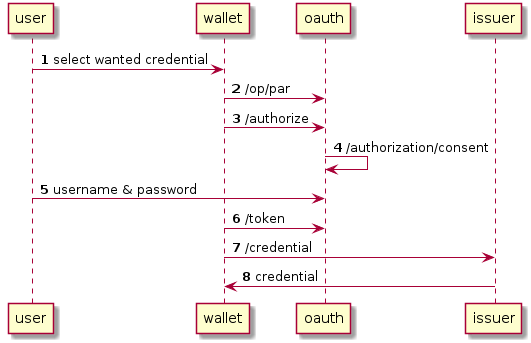 user wallet oauth issuer
1 select wanted credential
2 /op/par
3 /authorize
4 /authorization/consent
5 username & password
6 /token
7 /credential
8 credential
user wallet oauth issuer